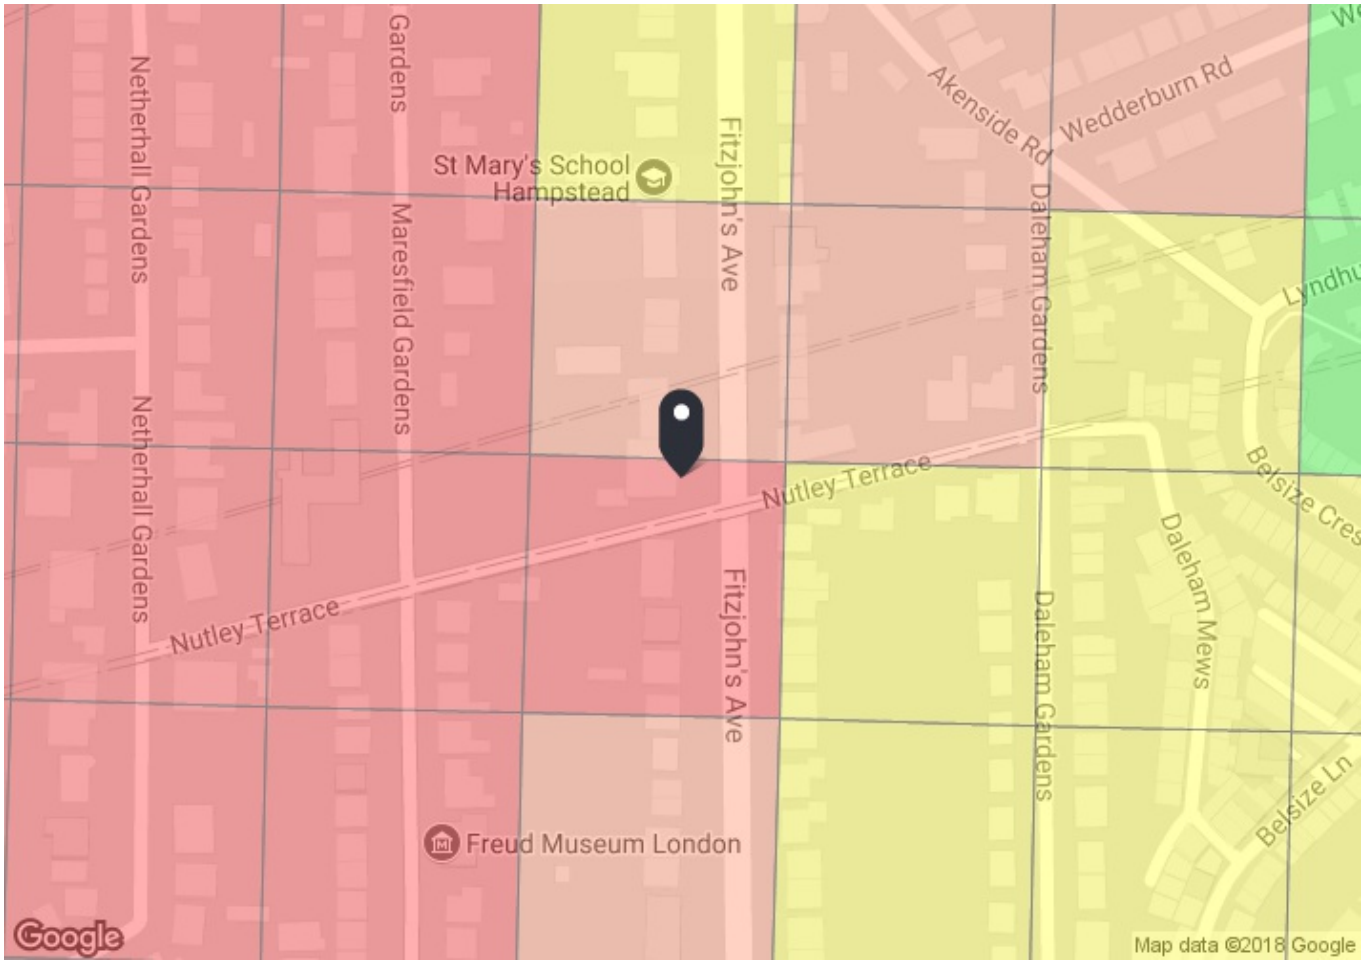 Gardens
Netherhall Gardens
Fitzjohn's Ave
Akenside Rd
Wedderburn Rd
St Mary's School
Hampstead
Maresfield Gardens
Daleham Gardens
Netherhall Gardens
Nutley Terrace
Belsize Cres
Daleham Mews
Nutley Terrace
Fitzjohn's Ave
Daleham Gardens
Belsize Ln
Freud Museum London
Google
Map data ©2018 Google